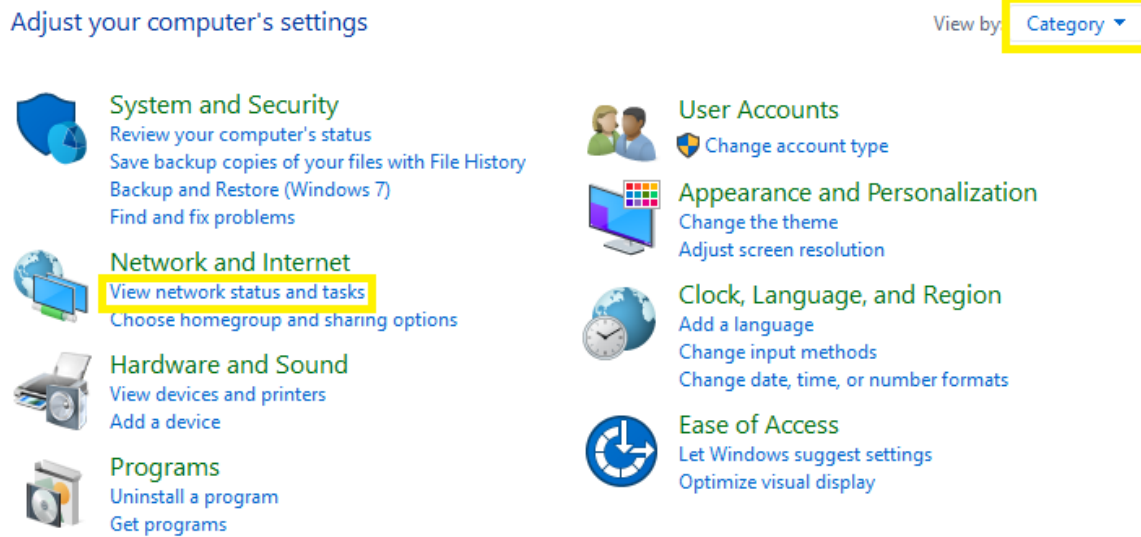 Adjust your computer's settings
View by: Category
System and Security
Review your computer's status
Save backup copies of your files with File History
Backup and Restore (Windows 7)
Find and fix problems
Network and Internet
View network status and tasks
Choose homegroup and sharing options
Hardware and Sound
View devices and printers
Add a device
Programs
Uninstall a program
Get programs
User Accounts
Change account type
Appearance and Personalization
Change the theme
Adjust screen resolution
Clock, Language, and Region
Add a language
Change input methods
Change date, time, or number formats
Ease of Access
Let Windows suggest settings
Optimize visual display